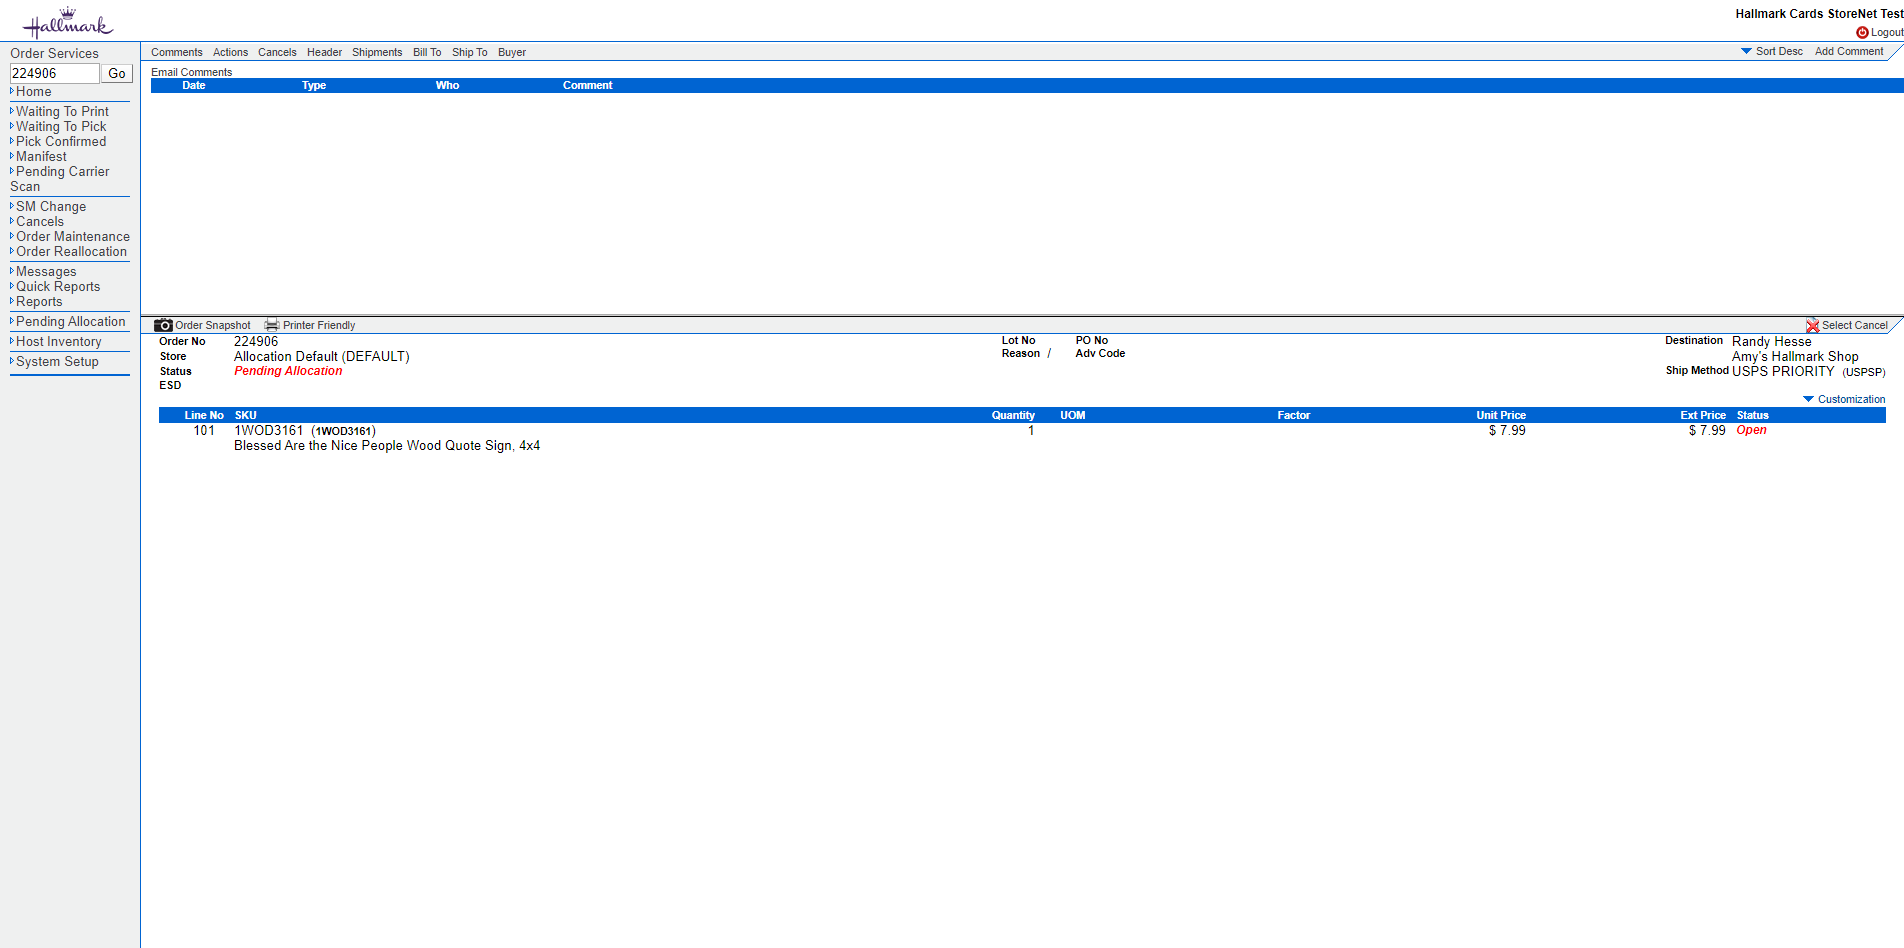 Hallmark
Hallmark Cards StoreNet Test
Logout
Order Services
224906 Go
Home
Waiting To Print
Waiting To Pick
Pick Confirmed
Manifest
Pending Carrier
Scan
SM Change
Cancels
Order Maintenance
Order Reallocation
Messages
Quick Reports
Reports
Pending Allocation
Host Inventory
System Setup
Comments Actions Cancels Header Shipments Bill To Ship To Buyer
Sort Desc Add Comment
Email Comments
Date Type Who Comment
Order Snapshot Printer Friendly
Select Cancel
Order No 224906
Store Allocation Default (DEFAULT)
Status Pending Allocation
ESD
Lot No PO No
Reason / Adv Code
Destination Randy Hesse
Amy's Hallmark Shop
Ship Method USPS PRIORITY (USPSP)
Customization
Line No SKU Quantity UOM Factor Unit Price Ext Price Status
101 1WOD3161 (1WOD3161) 1 $ 7.99 $ 7.99 Open
Blessed Are the Nice People Wood Quote Sign, 4x4